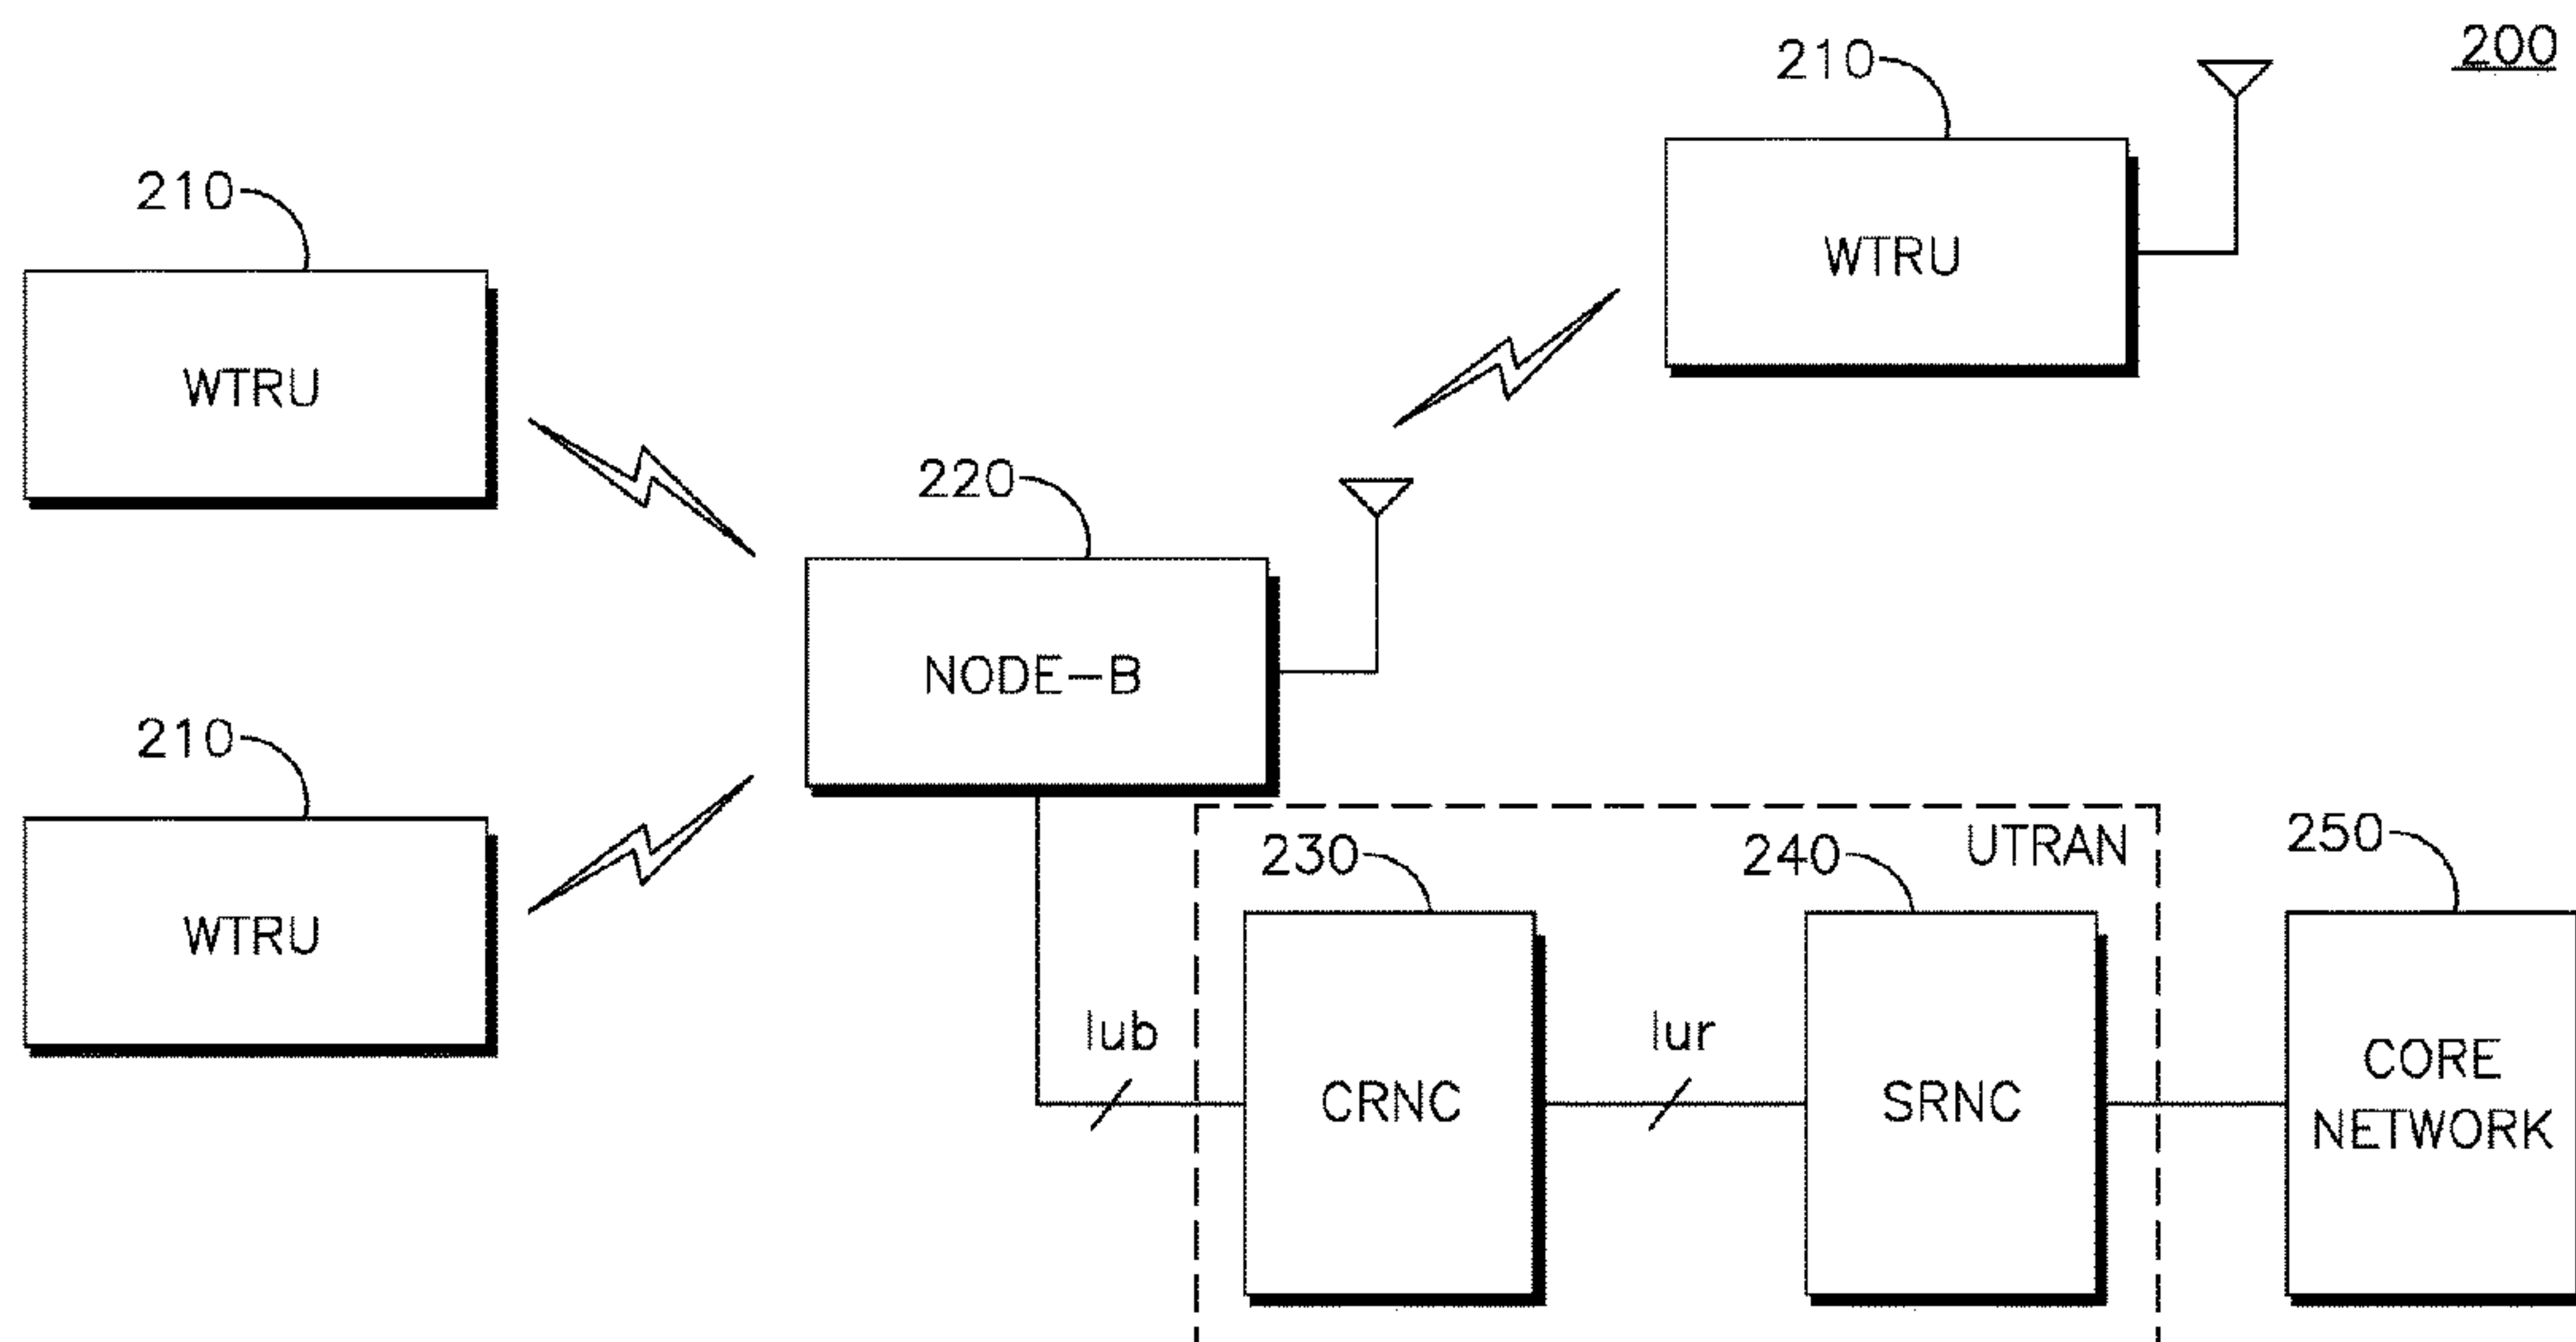 200
210
WTRU
210
WTRU
220
NODE-B
210
WTRU
UTRAN
230
240
250
Iub
Iur
CRNC
SRNC
CORE
NETWORK